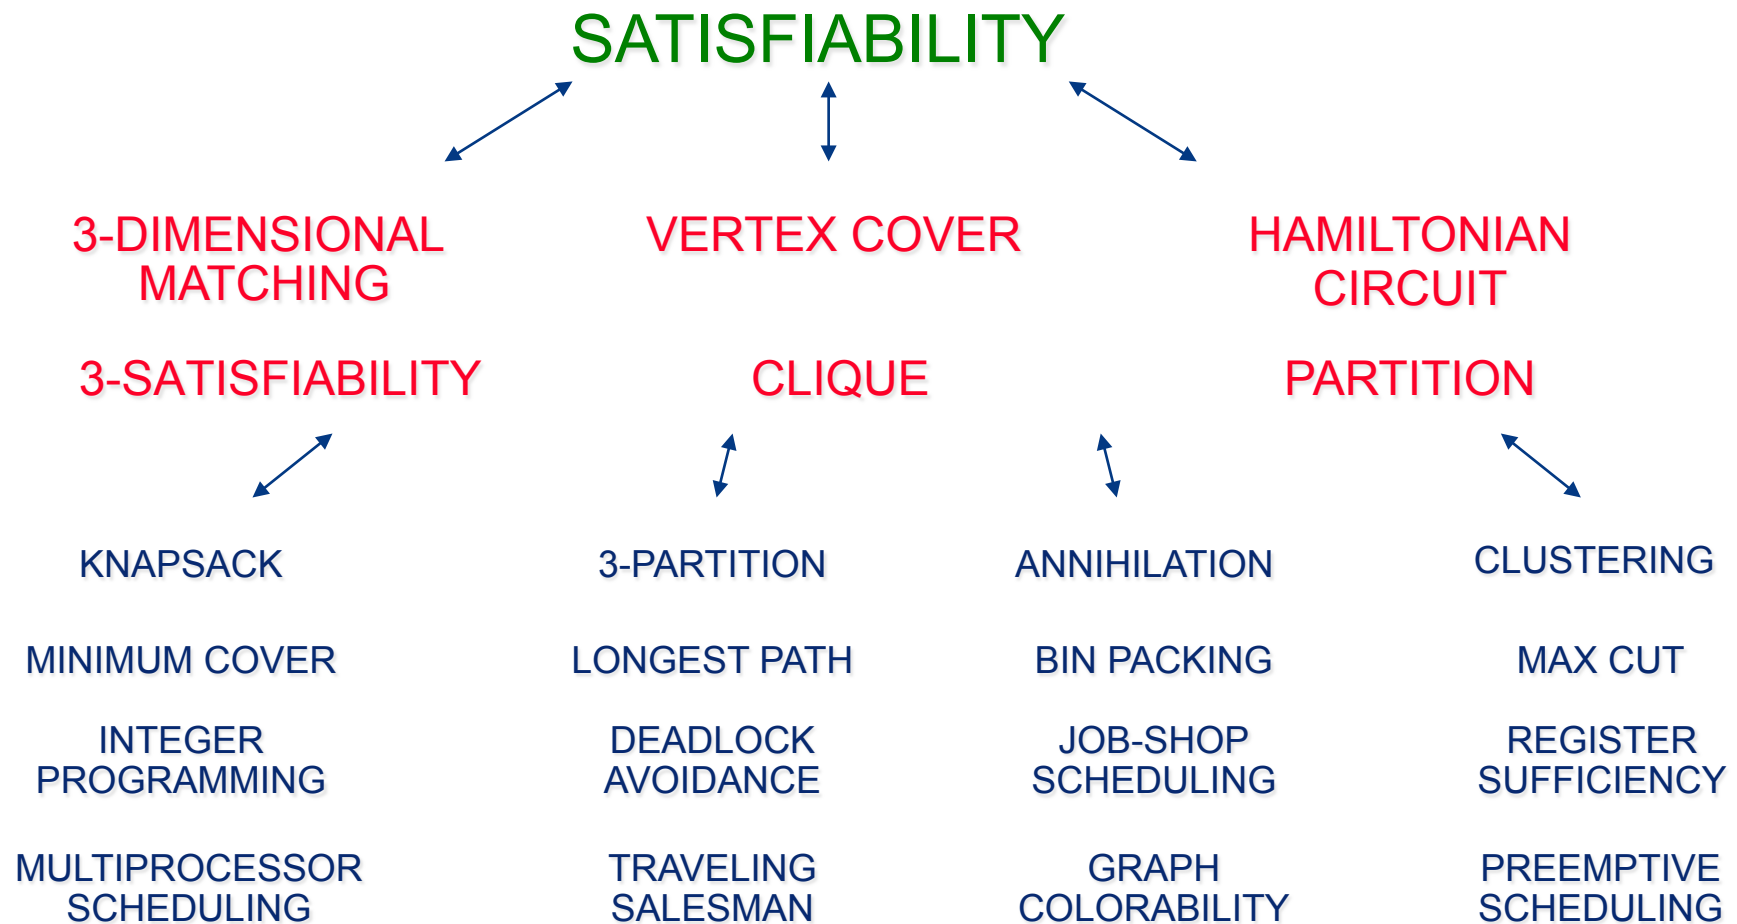 SATISFIABILITY
3-DIMENSIONAL
MATCHING
VERTEX COVER
HAMILTONIAN
CIRCUIT
3-SATISFIABILITY
CLIQUE
PARTITION
KNAPSACK
3-PARTITION
ANNIHILATION
CLUSTERING
MINIMUM COVER
LONGEST PATH
BIN PACKING
MAX CUT
INTEGER
PROGRAMMING
DEADLOCK
AVOIDANCE
JOB-SHOP
SCHEDULING
REGISTER
SUFFICIENCY
MULTIPROCESSOR
SCHEDULING
TRAVELING
SALESMAN
GRAPH
COLORABILITY
PREEMPTIVE
SCHEDULING